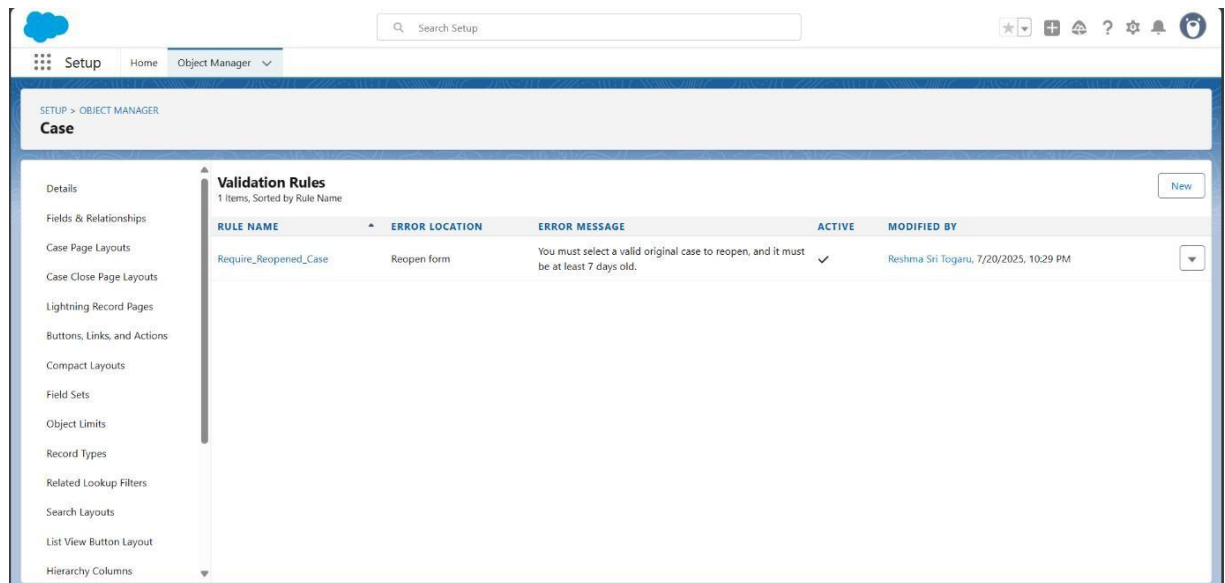 Search Setup
Setup
Home
Object Manager
SETUP > OBJECT MANAGER
Case
Details
Fields & Relationships
Case Page Layouts
Case Close Page Layouts
Lightning Record Pages
Buttons, Links, and Actions
Compact Layouts
Field Sets
Object Limits
Record Types
Related Lookup Filters
Search Layouts
List View Button Layout
Hierarchy Columns
Validation Rules
1 Items, Sorted by Rule Name
New
RULE NAME ERROR LOCATION ERROR MESSAGE ACTIVE MODIFIED BY
Require_Reopened_Case Reopen form You must select a valid original case to reopen, and it must
be at least 7 days old.
Reshma Sri Togaru, 7/20/2025, 10:29 PM